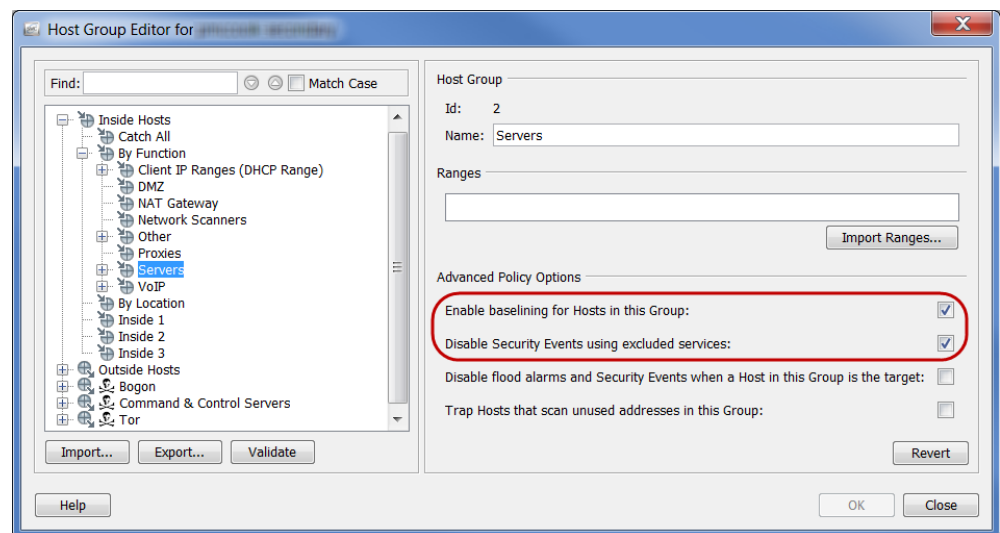 Host Group Editor for
Find:
Match Case
Inside Hosts
Catch All
By Function
Client IP Ranges (DHCP Range)
DMZ
NAT Gateway
Network Scanners
Other
Proxies
Servers
VoIP
By Location
Inside 1
Inside 2
Inside 3
Outside Hosts
Bogon
Command & Control Servers
Tor
Import...
Export...
Validate
Host Group
Id: 2
Name: Servers
Ranges
Import Ranges...
Advanced Policy Options
Enable baselining for Hosts in this Group:
Disable Security Events using excluded services:
Disable flood alarms and Security Events when a Host in this Group is the target:
Trap Hosts that scan unused addresses in this Group:
Revert
Help
OK
Close